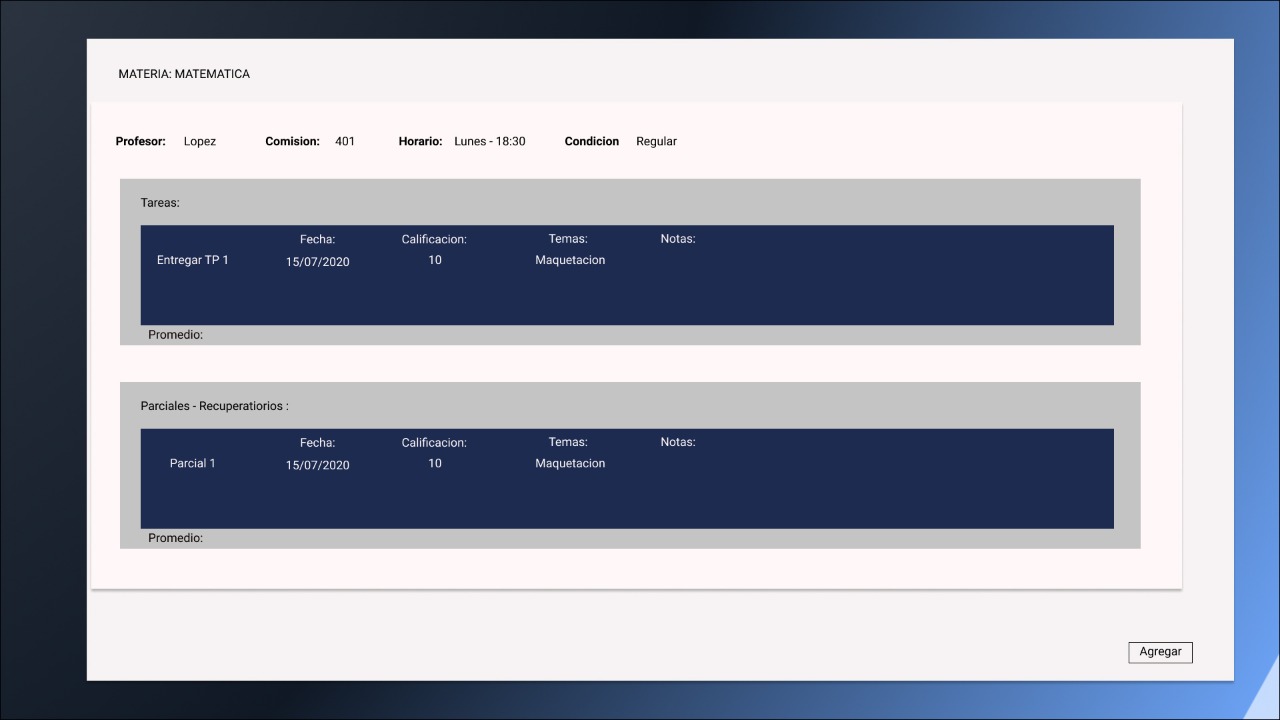 MATERIA: MATEMATICA
Profesor: Lopez Comision: 401 Horario: Lunes - 18:30 Condicion Regular
Tareas:
Fecha: Calificacion: Temas: Notas:
Entregar TP 1 15/07/2020 10 Maquetacion
Promedio:
Parciales - Recuperatiorios :
Fecha: Calificacion: Temas: Notas:
Parcial 1 15/07/2020 10 Maquetacion
Promedio:
Agregar